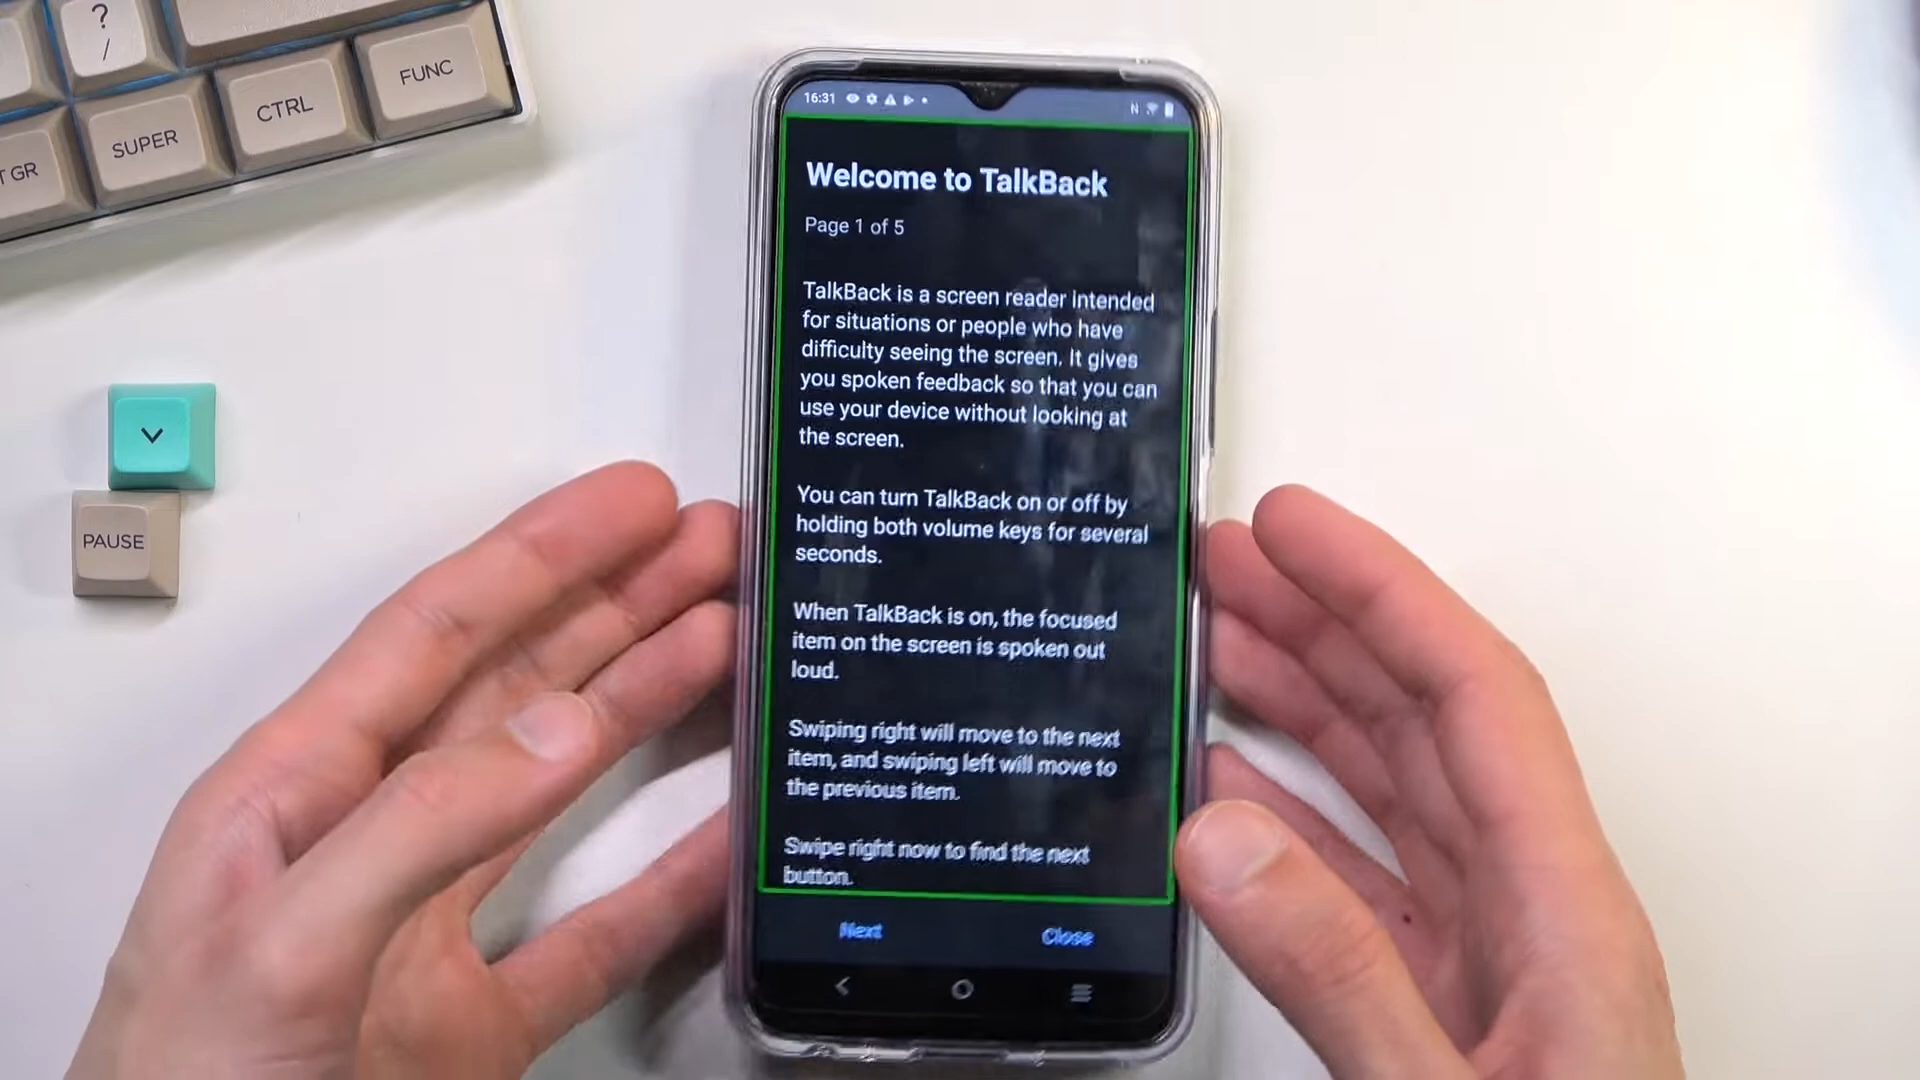 ?
/
FUNC
CTRL
SUPER
T GR
PAUSE
16:31
N
Welcome to TalkBack
Page 1 of 5
TalkBack is a screen reader intended
for situations or people who have
difficulty seeing the screen. It gives
you spoken feedback so that you can
use your device without looking at
the screen.
You can turn TalkBack on or off by
holding both volume keys for several
seconds.
When TalkBack is on, the focused
item on the screen is spoken out
loud.
Swiping right will move to the next
item, and swiping left will move to
the previous item.
Swipe right now to find the next
button.
Next
Close